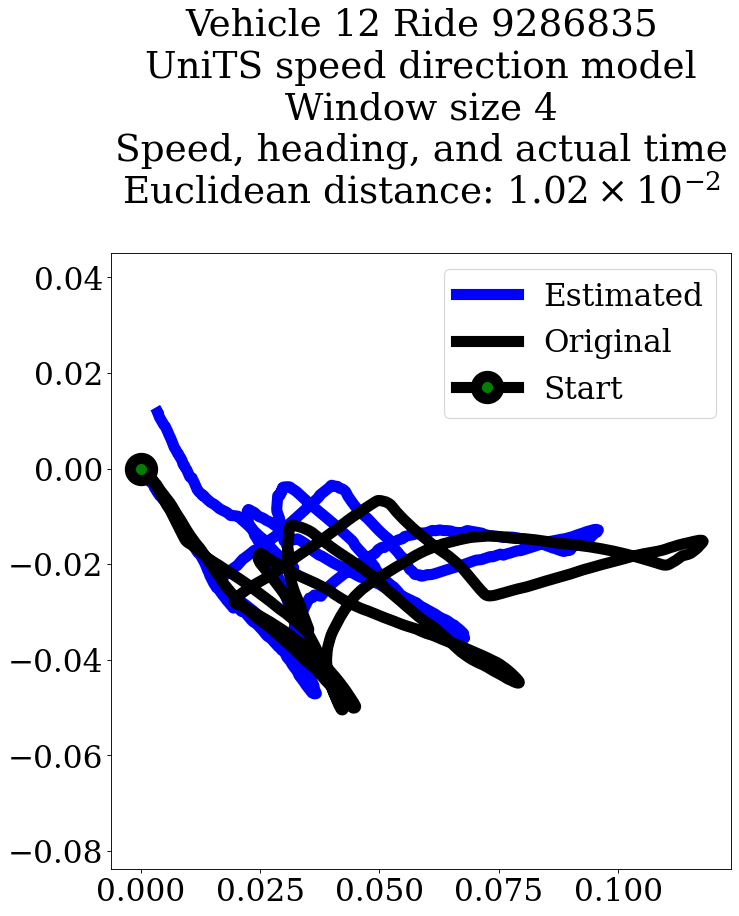 Vehicle 12 Ride 9286835
UniTS speed direction model
Window size 4
Speed, heading, and actual time
Euclidean distance: 1.02 × 10⁻²
Estimated
Original
Start
0.04
0.02
0.00
−0.02
−0.04
−0.06
−0.08
0.000 0.025 0.050 0.075 0.100